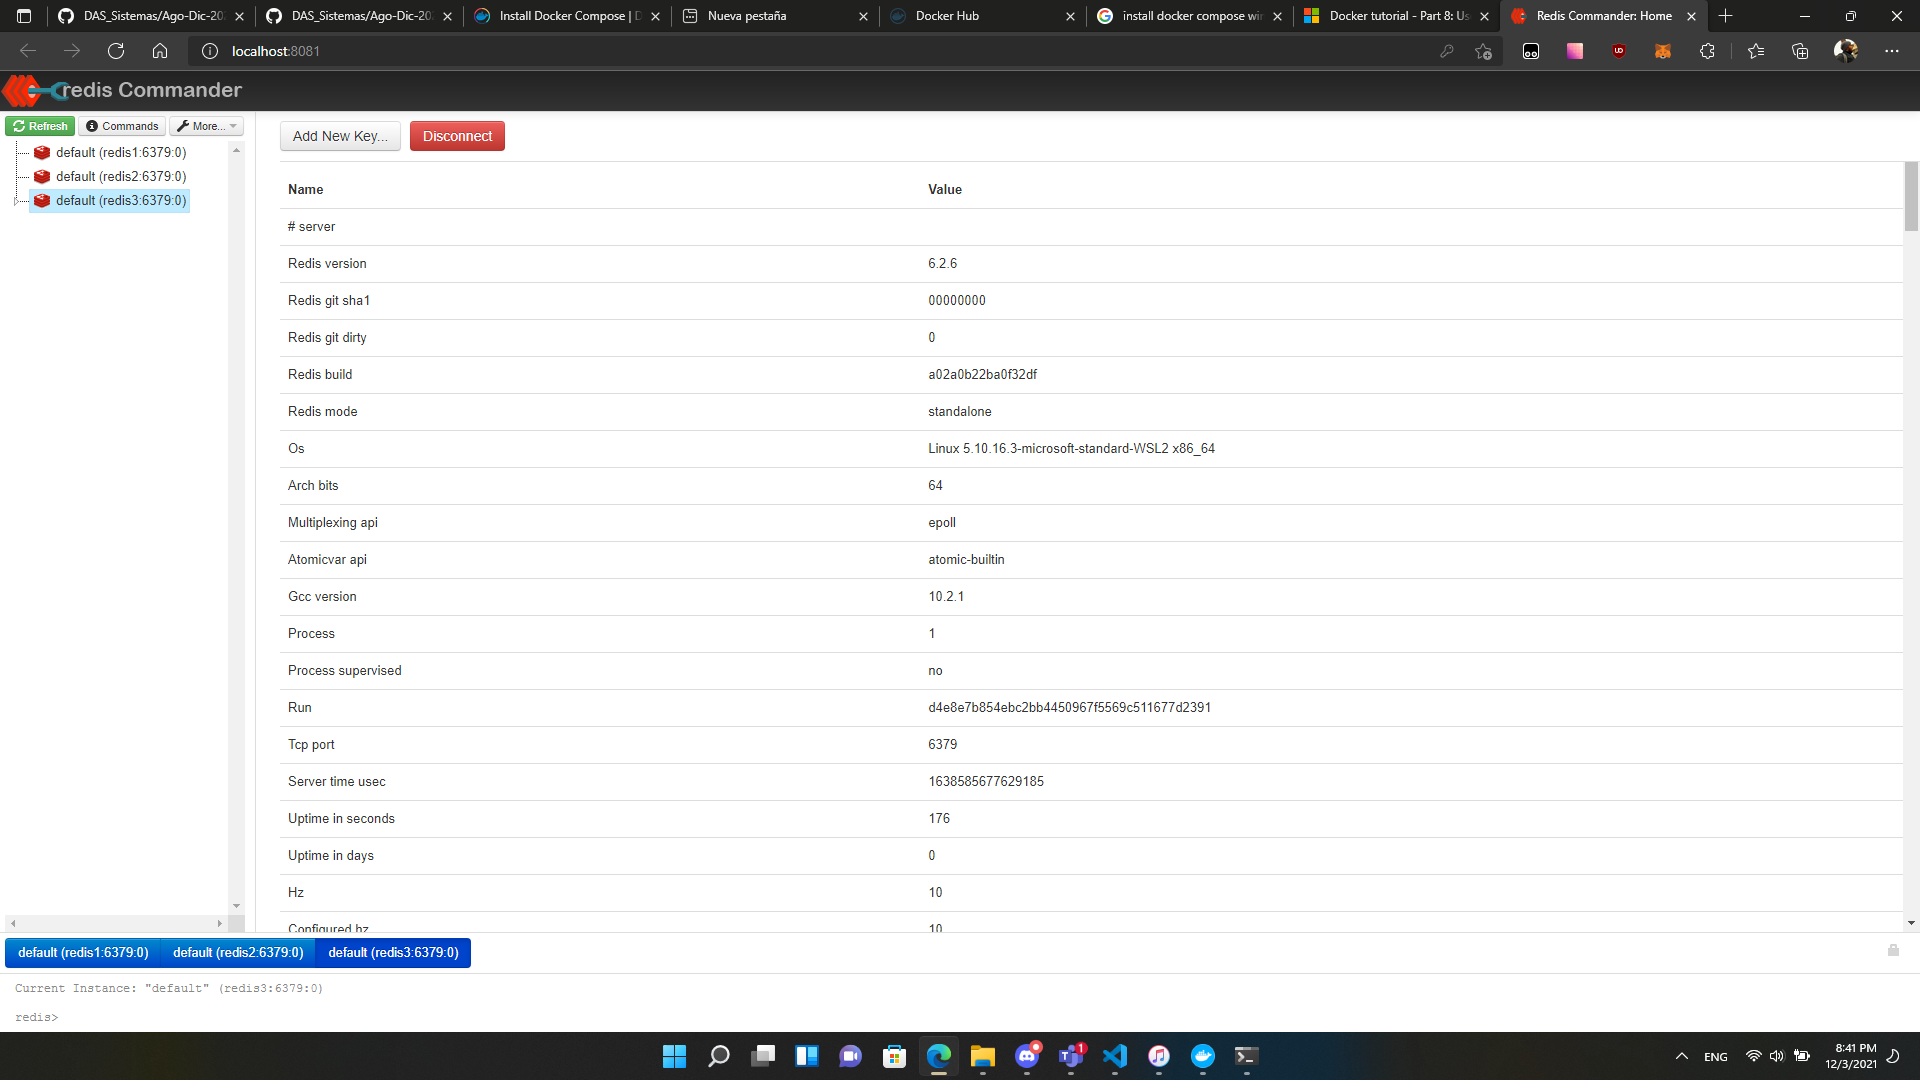 DAS_Sistemas/Ago-Dic-20
DAS_Sistemas/Ago-Dic-20
Install Docker Compose | D
Nueva pestaña
Docker Hub
install docker compose wi
Docker tutorial - Part 8: U
Redis Commander: Home
localhost:8081
redis Commander
Refresh
Commands
More...
default (redis1:6379:0)
default (redis2:6379:0)
default (redis3:6379:0)
Add New Key...
Disconnect
Name Value
# server
Redis version 6.2.6
Redis git sha1 00000000
Redis git dirty 0
Redis build a02a0b22ba0f32df
Redis mode standalone
Os Linux 5.10.16.3-microsoft-standard-WSL2 x86_64
Arch bits 64
Multiplexing api epoll
Atomicvar api atomic-builtin
Gcc version 10.2.1
Process 1
Process supervised no
Run d4e8e7b854ebc2bb4450967f5569c511677d2391
Tcp port 6379
Server time usec 1638585677629185
Uptime in seconds 176
Uptime in days 0
Hz 10
Configured hz 10
default (redis1:6379:0)
default (redis2:6379:0)
default (redis3:6379:0)
Current Instance: "default" (redis3:6379:0)
redis>
ENG
8:41 PM
12/3/2021